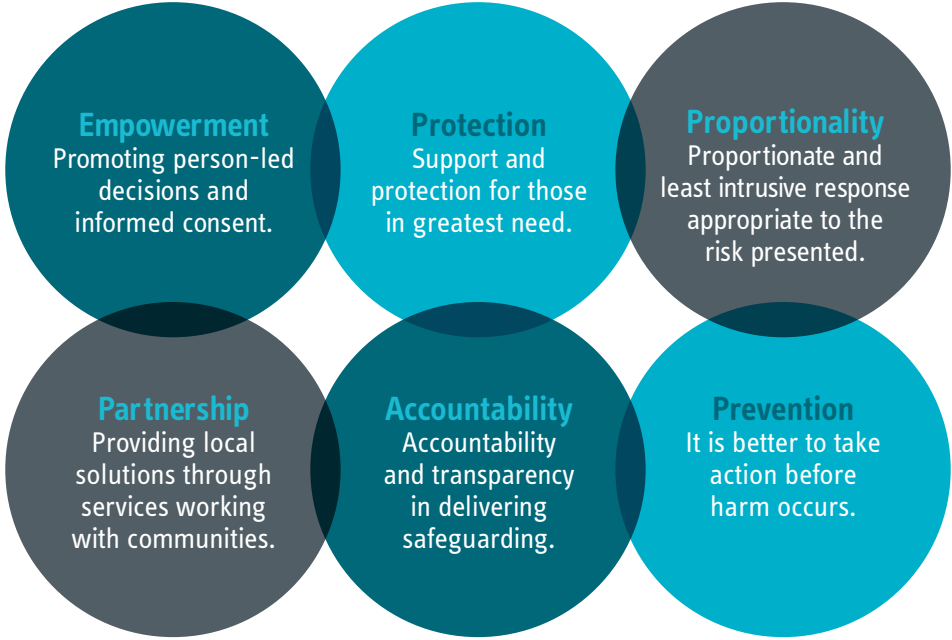 Empowerment
Promoting person-led
decisions and
informed consent.
Protection
Support and
protection for those
in greatest need.
Proportionality
Proportionate and
least intrusive response
appropriate to the
risk presented.
Partnership
Providing local
solutions through
services working
with communities.
Accountability
Accountability
and transparency
in delivering
safeguarding.
Prevention
It is better to take
action before
harm occurs.